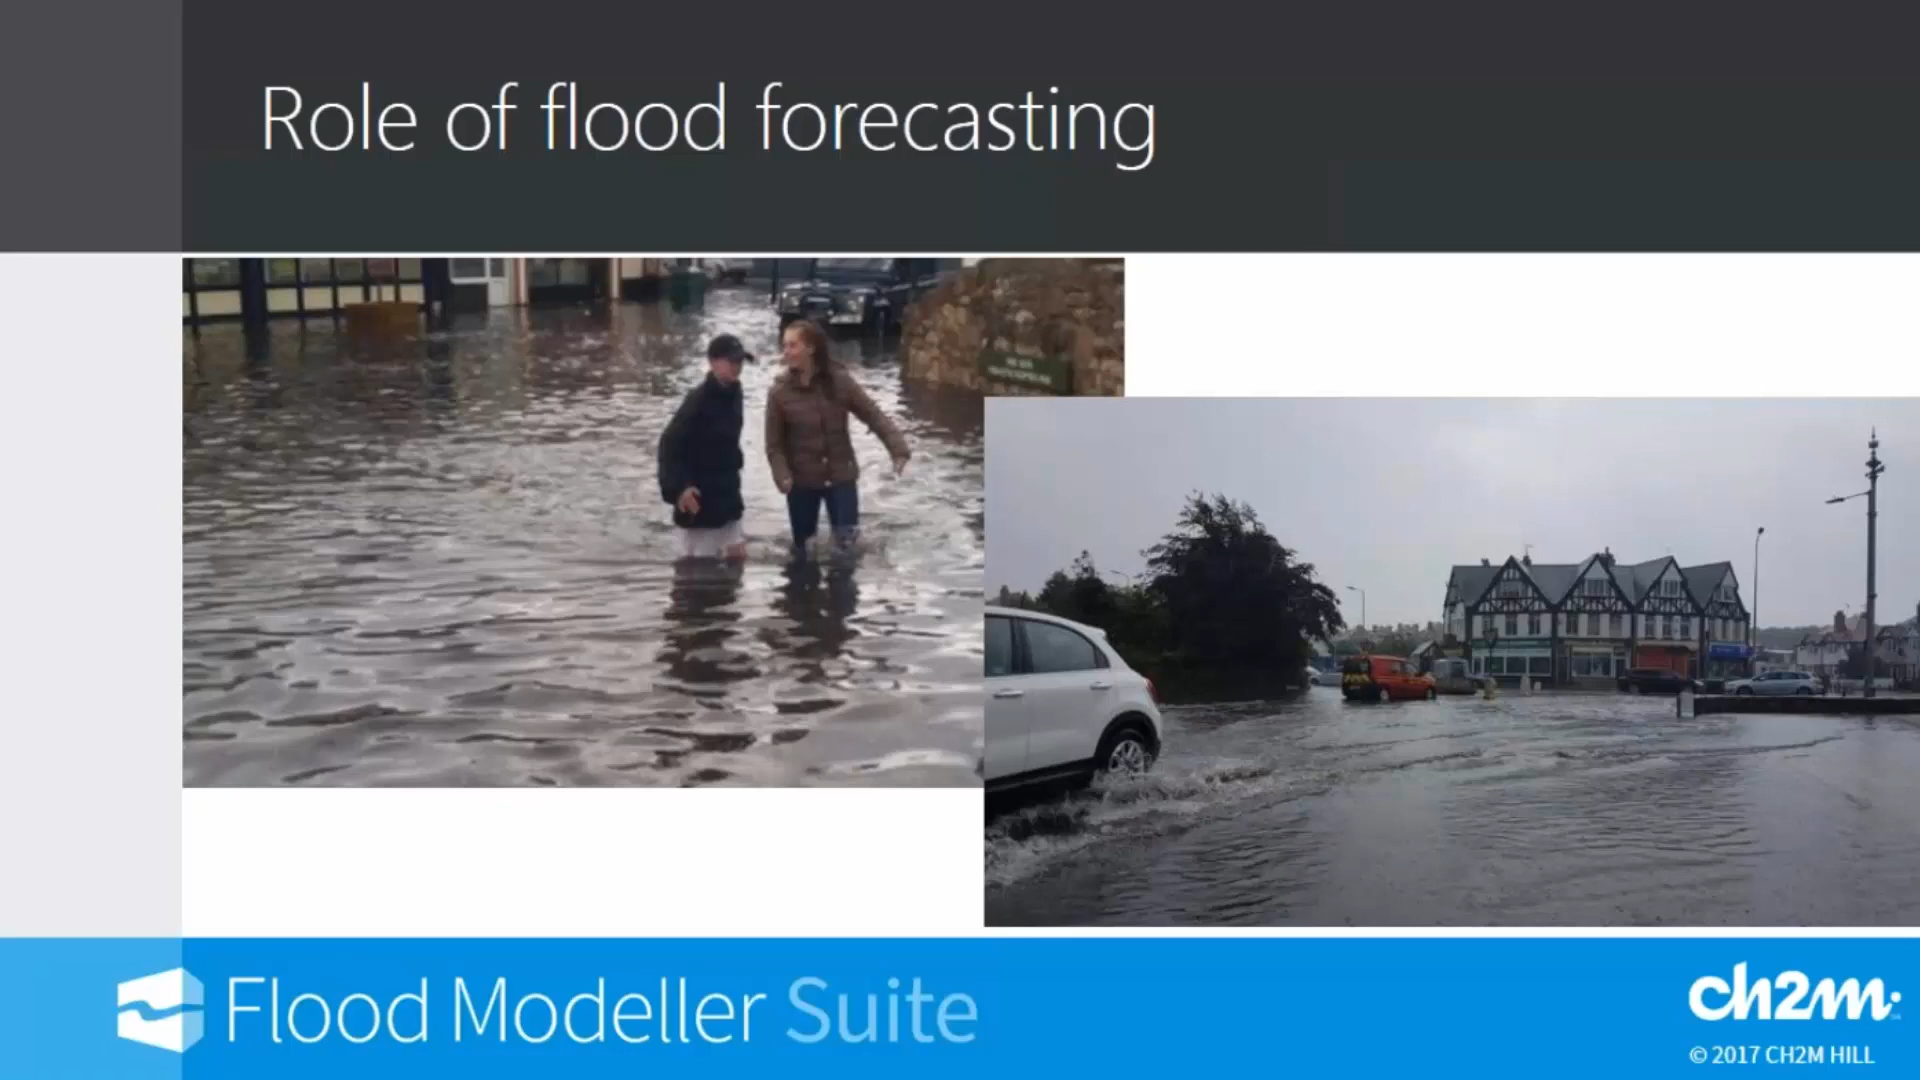 Role of flood forecasting
Flood Modeller Suite
ch2m:
© 2017 CH2M HILL